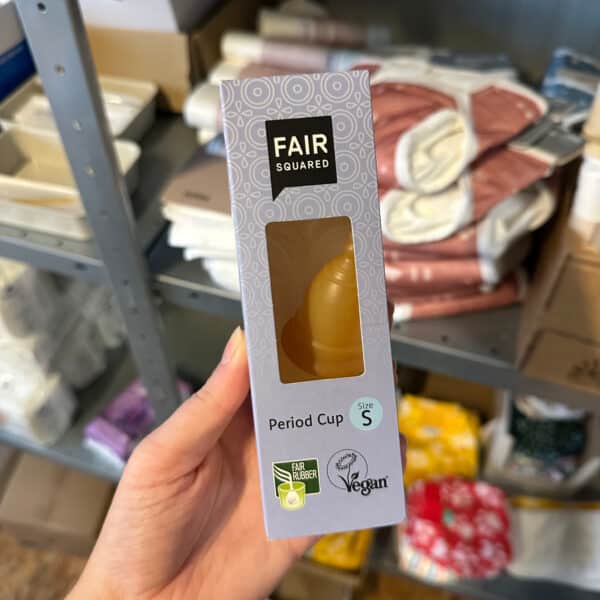 FAIR
SQUARED
Period Cup
Size
S
FAIR
RUBBER
Vegan